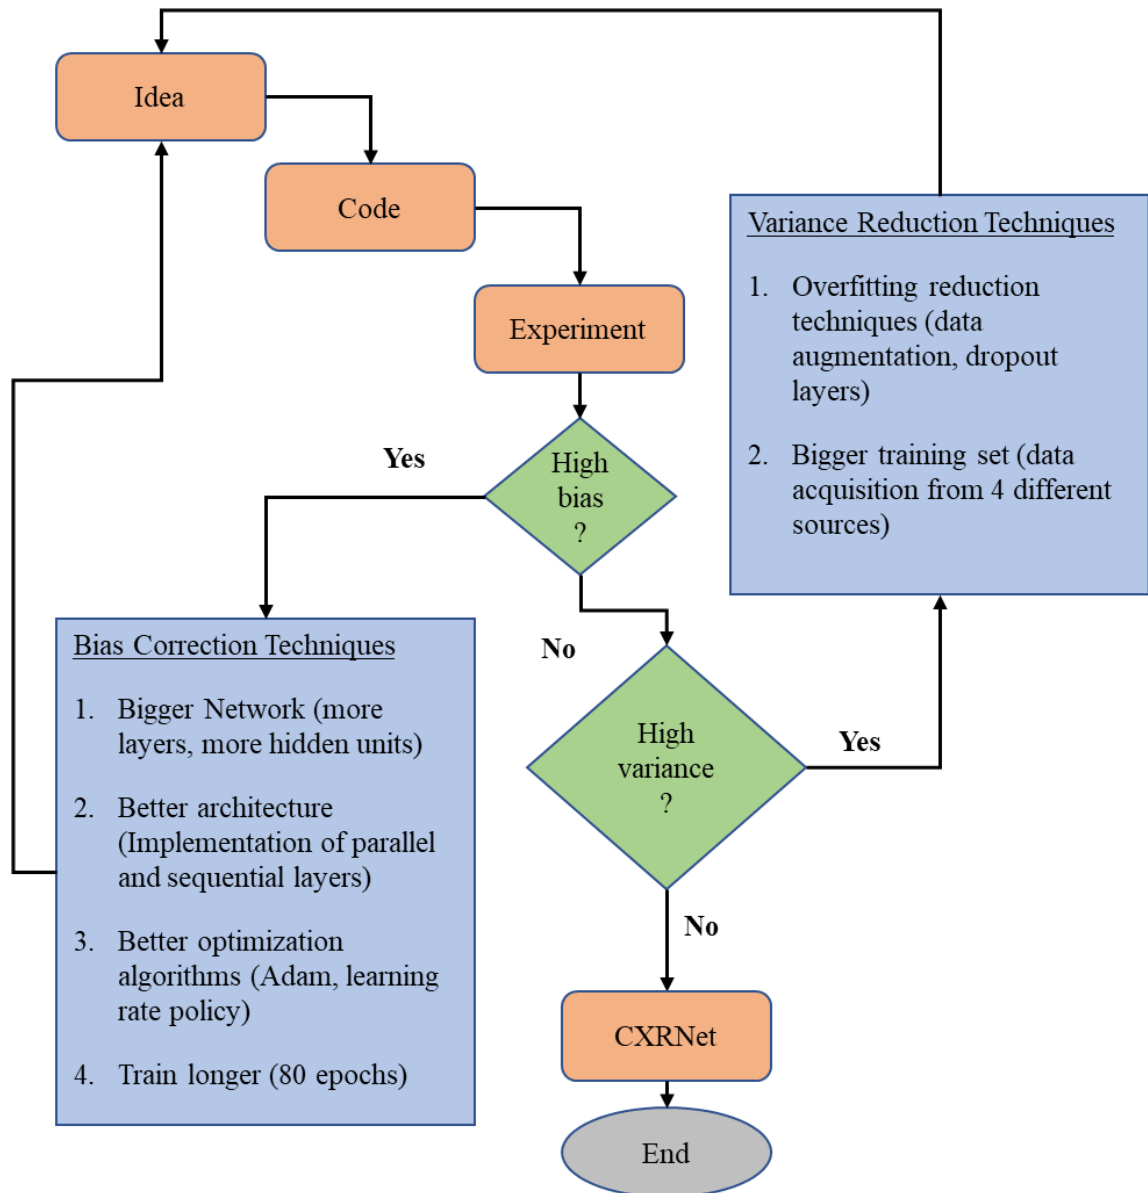 Idea
Code
Experiment
High
bias
?
Yes
No
Bias Correction Techniques
1. Bigger Network (more
layers, more hidden units)
2. Better architecture
(Implementation of parallel
and sequential layers)
3. Better optimization
algorithms (Adam, learning
rate policy)
4. Train longer (80 epochs)
High
variance
?
Yes
No
Variance Reduction Techniques
1. Overfitting reduction
techniques (data
augmentation, dropout
layers)
2. Bigger training set (data
acquisition from 4 different
sources)
CXRNet
End